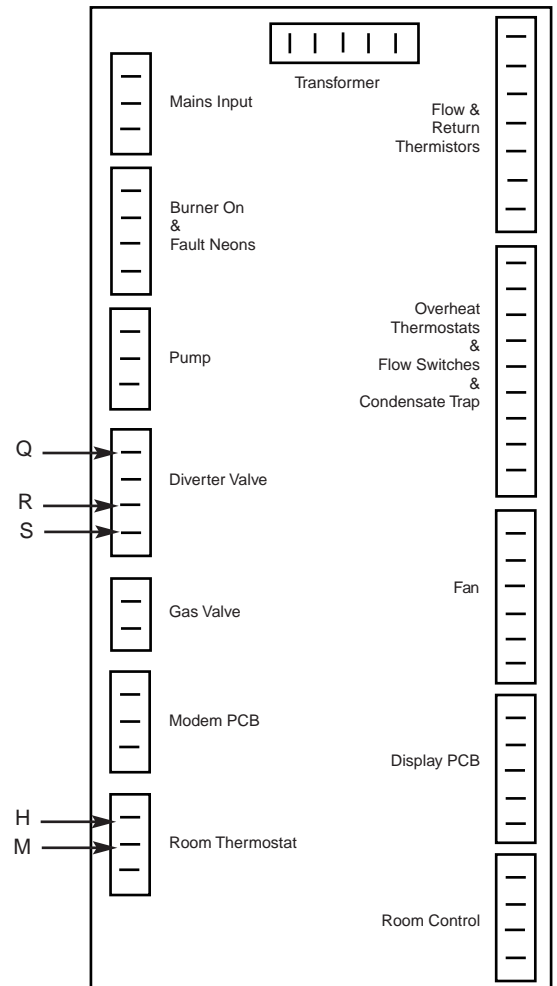 Transformer
Mains Input
Flow &
Return
Thermistors
Burner On
&
Fault Neons
Overheat
Thermostats
&
Flow Switches
&
Condensate Trap
Pump
Q
R
S
Diverter Valve
Fan
Gas Valve
Modem PCB
Display PCB
H
M
Room Thermostat
Room Control